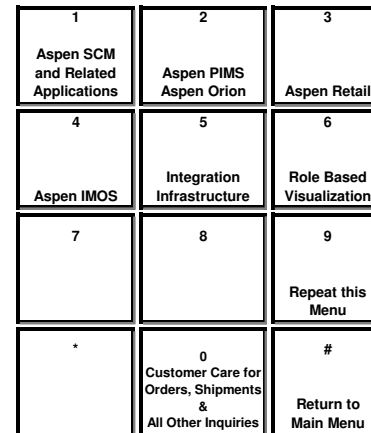 1
Aspen SCM
and Related
Applications
2
Aspen PIMS
Aspen Orion
3
Aspen Retail
4
Aspen IMOS
5
Integration
Infrastructure
6
Role Based
Visualization
7
8
9
Repeat this
Menu
*
0
Customer Care for
Orders, Shipments
&
All Other Inquiries
#
Return to
Main Menu